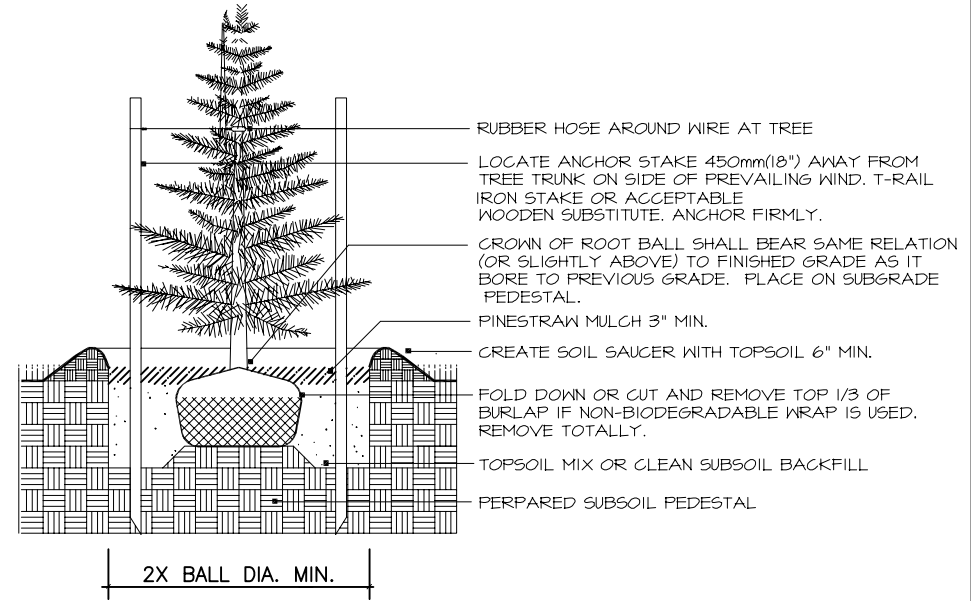 RUBBER HOSE AROUND WIRE AT TREE
LOCATE ANCHOR STAKE 450mm(18") AWAY FROM
TREE TRUNK ON SIDE OF PREVAILING WIND. T-RAIL
IRON STAKE OR ACCEPTABLE
WOODEN SUBSTITUTE. ANCHOR FIRMLY.
CROWN OF ROOT BALL SHALL BEAR SAME RELATION
(OR SLIGHTLY ABOVE) TO FINISHED GRADE AS IT
BORE TO PREVIOUS GRADE. PLACE ON SUBGRADE
PEDESTAL.
PINESTRAW MULCH 3" MIN.
CREATE SOIL SAUCER WITH TOPSOIL 6" MIN.
FOLD DOWN OR CUT AND REMOVE TOP 1/3 OF
BURLAP IF NON-BIODEGRADABLE WRAP IS USED.
REMOVE TOTALLY.
TOPSOIL MIX OR CLEAN SUBSOIL BACKFILL
PERPARED SUBSOIL PEDESTAL
2X BALL DIA. MIN.